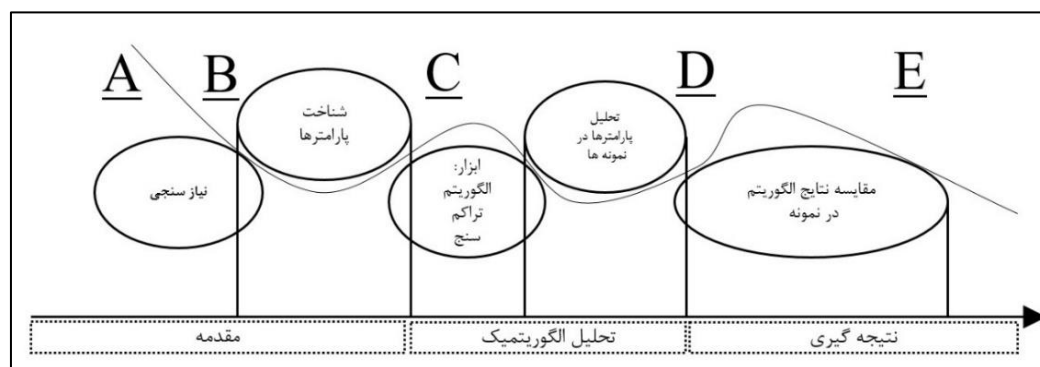 A
B
C
D
E
نیاز سنجی
شناخت
پارامترها
ابزار:
الگوریتم
تراکم
سنج
تحلیل
پارامترها در
نمونه ها
مقایسه نتایج الگوریتم
در نمونه
مقدمه
تحلیل الگوریتمیک
نتیجه گیری